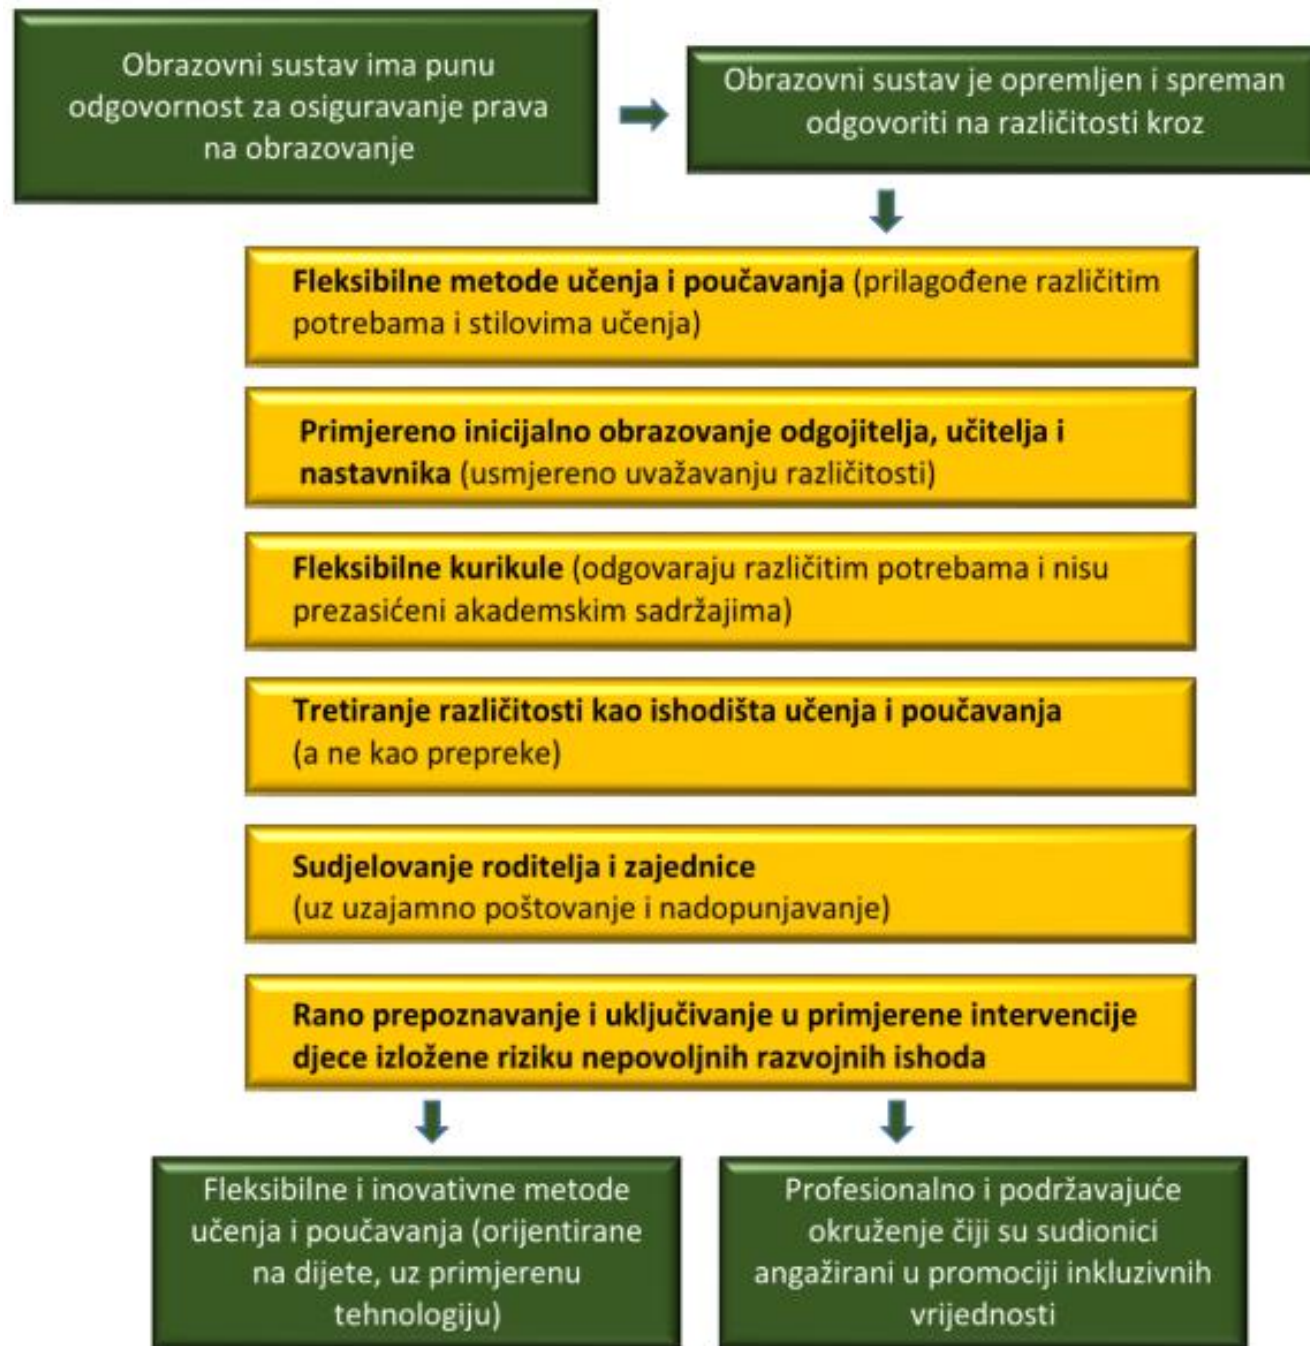 Obrazovni sustav ima punu
odgovornost za osiguravanje prava
na obrazovanje
Obrazovni sustav je opremljen i spreman
odgovoriti na različitosti kroz
Fleksibilne metode učenja i poučavanja (prilagođene različitim
potrebama i stilovima učenja)
Primjereno inicijalno obrazovanje odgojitelja, učitelja i
nastavnika (usmjereno uvažavanju različitosti)
Fleksibilne kurikule (odgovaraju različitim potrebama i nisu
prezasićeni akademskim sadržajima)
Tretiranje različitosti kao ishodišta učenja i poučavanja
(a ne kao prepreke)
Sudjelovanje roditelja i zajednice
(uz uzajamno poštovanje i nadopunjavanje)
Rano prepoznavanje i uključivanje u primjerene intervencije
djece izložene riziku nepovoljnih razvojnih ishoda
Fleksibilne i inovativne metode
učenja i poučavanja (orijentirane
na dijete, uz primjerenu
tehnologiju)
Profesionalno i podržavajuće
okruženje čiji su sudionici
angažirani u promociji inkluzivnih
vrijednosti